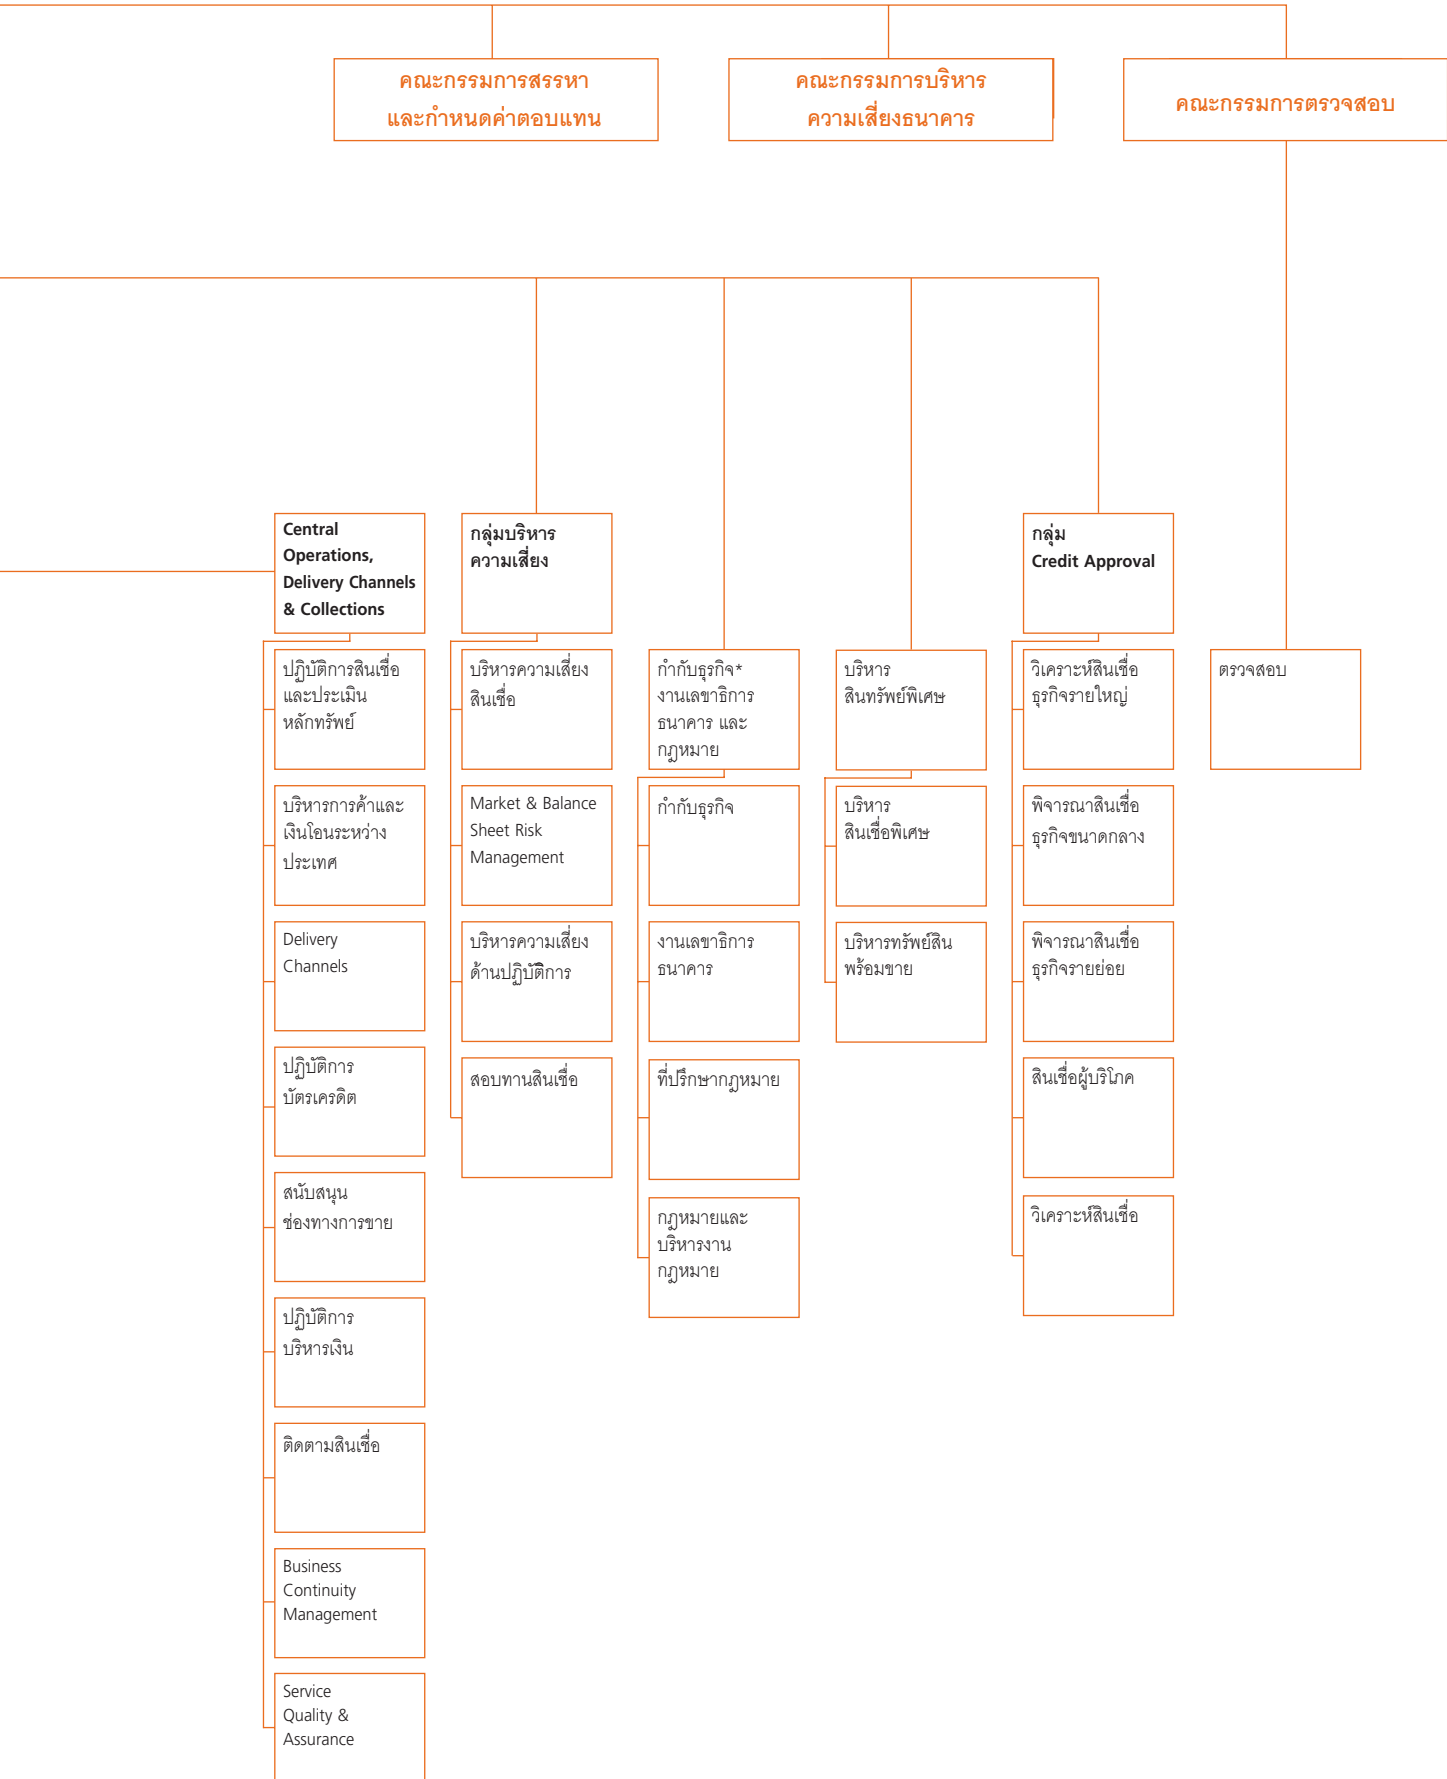 คณะกรรมการสรรหา
และกำหนดค่าตอบแทน
คณะกรรมการบริหาร
ความเสี่ยงธนาคาร
คณะกรรมการตรวจสอบ
Central
Operations,
Delivery Channels
& Collections
ปฏิบัติการสินเชื่อ
และประเมิน
หลักทรัพย์
บริหารการค้าและ
เงินโอนระหว่าง
ประเทศ
Delivery
Channels
ปฏิบัติการ
บัตรเครดิต
สนับสนุน
ช่องทางการขาย
ปฏิบัติการ
บริหารเงิน
ติดตามสินเชื่อ
Business
Continuity
Management
Service
Quality &
Assurance
กลุ่มบริหาร
ความเสี่ยง
บริหารความเสี่ยง
สินเชื่อ
Market & Balance
Sheet Risk
Management
บริหารความเสี่ยง
ด้านปฏิบัติการ
สอบทานสินเชื่อ
กำกับธุรกิจ*
งานเลขาธิการ
ธนาคาร และ
กฎหมาย
กำกับธุรกิจ
งานเลขาธิการ
ธนาคาร
ที่ปรึกษากฎหมาย
กฎหมายและ
บริหารงาน
กฎหมาย
บริหาร
สินทรัพย์พิเศษ
บริหาร
สินเชื่อพิเศษ
บริหารทรัพย์สิน
พร้อมขาย
กลุ่ม
Credit Approval
วิเคราะห์สินเชื่อ
ธุรกิจรายใหญ่
พิจารณาสินเชื่อ
ธุรกิจขนาดกลาง
พิจารณาสินเชื่อ
ธุรกิจรายย่อย
สินเชื่อผู้บริโภค
วิเคราะห์สินเชื่อ
ตรวจสอบ